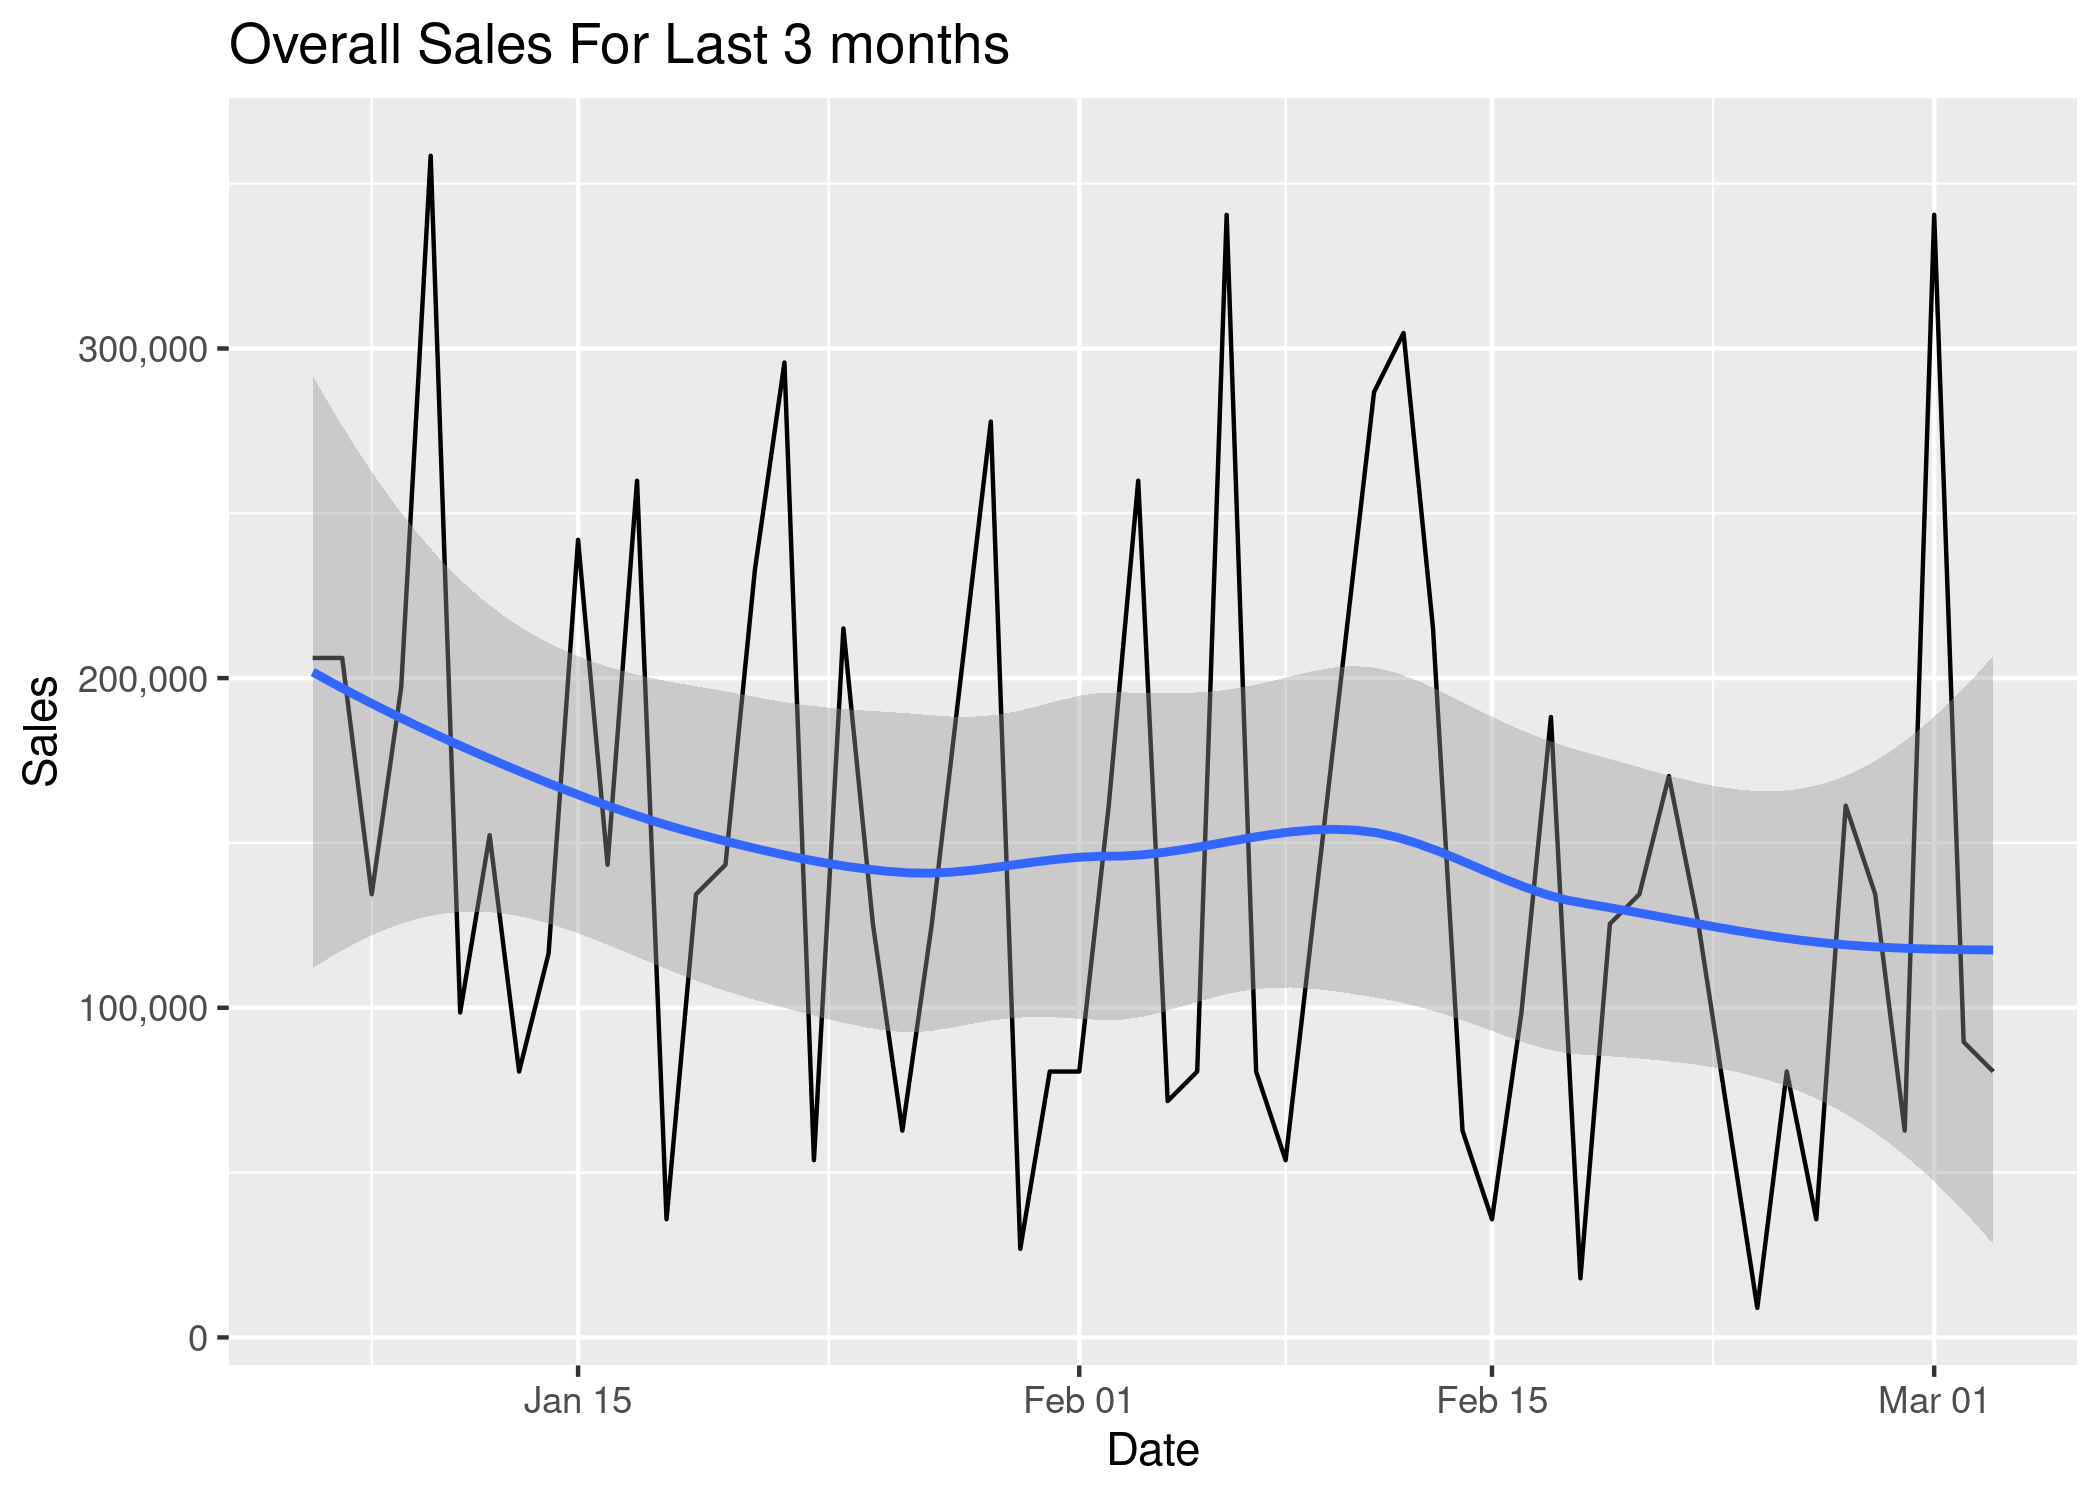 Overall Sales For Last 3 months
Sales
300,000
200,000
100,000
0
Jan 15
Feb 01
Feb 15
Mar 01
Date